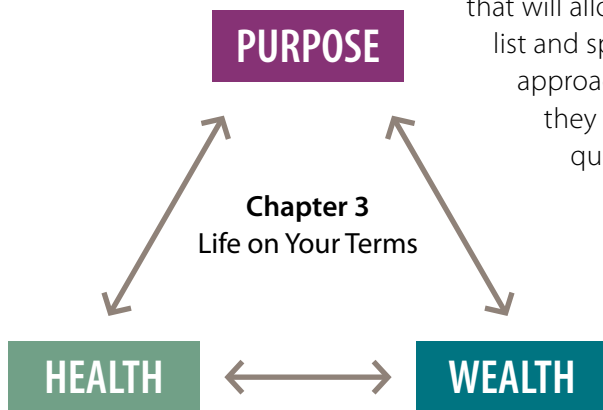 that will allo
list and sp
PURPOSE
approa
they
qu
Chapter 3
Life on Your Terms
HEALTH
WEALTH